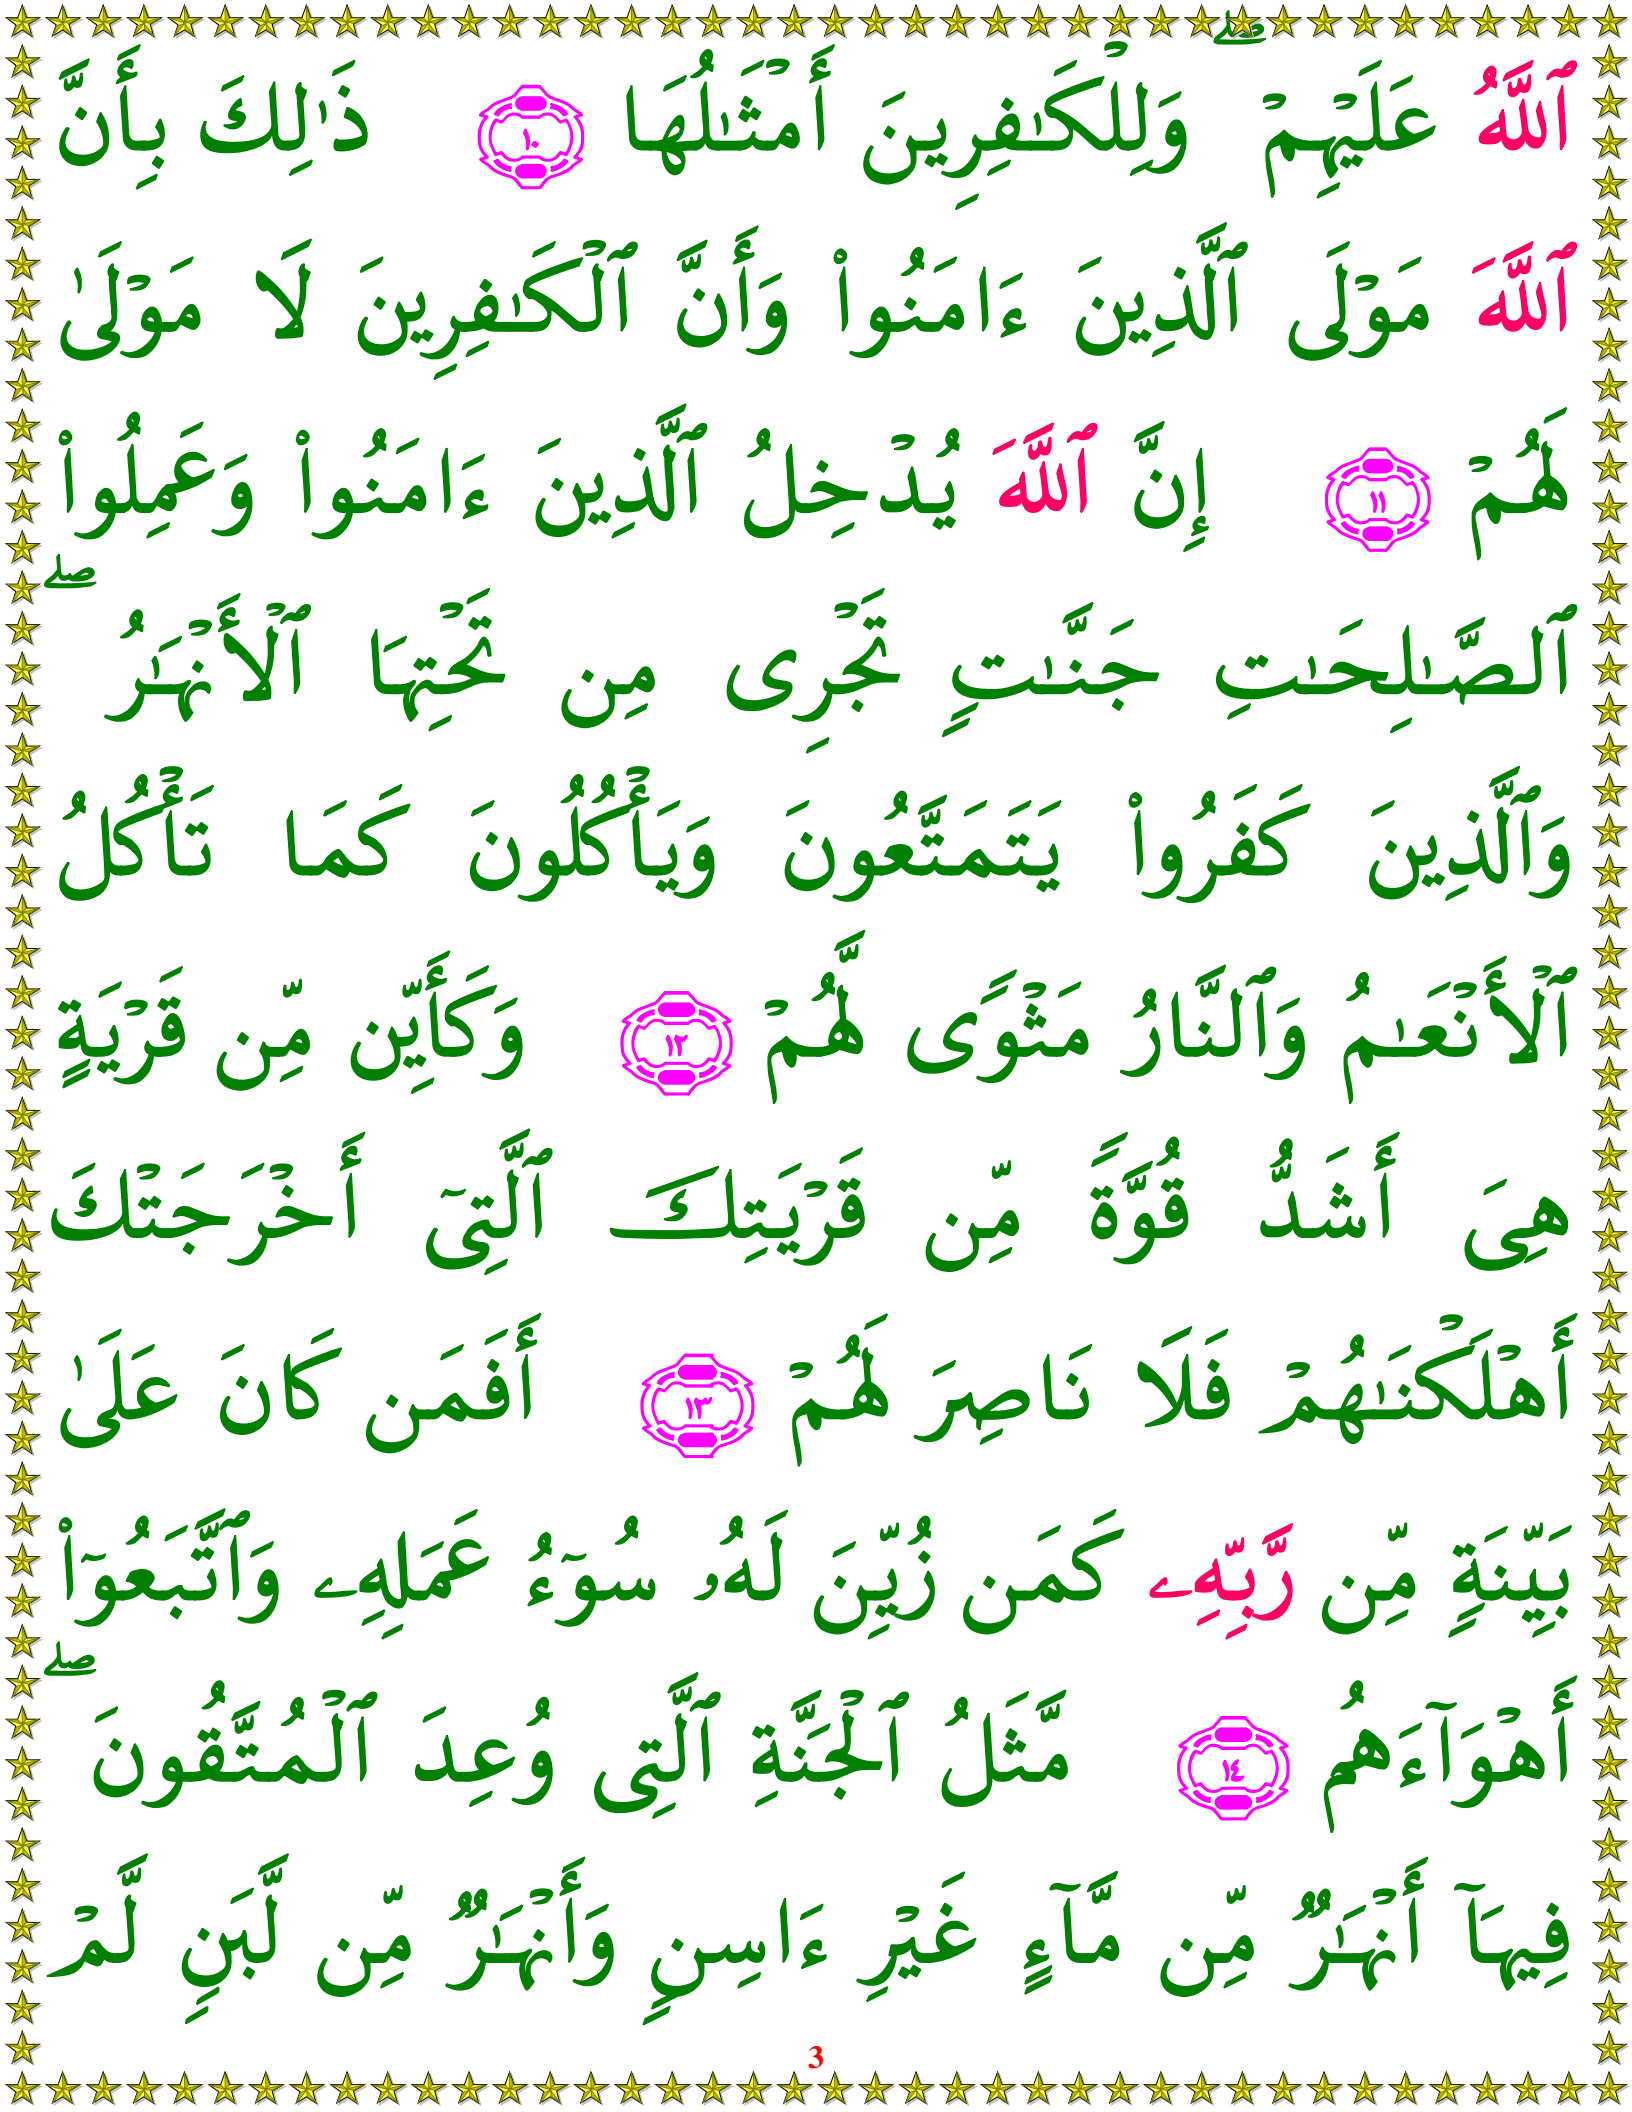 ٱللَّهُ عَلَيْهِمْ ۖ وَلِلْكَـٰفِرِينَ أَمْثَـٰلُهَا ١٠ ذَٰلِكَ بِأَنَّ
ٱللَّهَ مَوْلَى ٱلَّذِينَ ءَامَنُوا۟ وَأَنَّ ٱلْكَـٰفِرِينَ لَا مَوْلَىٰ
لَهُمْ ١١ إِنَّ ٱللَّهَ يُدْخِلُ ٱلَّذِينَ ءَامَنُوا۟ وَعَمِلُوا۟
ٱلصَّـٰلِحَـٰتِ جَنَّـٰتٍ تَجْرِى مِن تَحْتِهَا ٱلْأَنْهَـٰرُ ۖ
وَٱلَّذِينَ كَفَرُوا۟ يَتَمَتَّعُونَ وَيَأْكُلُونَ كَمَا تَأْكُلُ
ٱلْأَنْعَـٰمُ وَٱلنَّارُ مَثْوًى لَّهُمْ ١٢ وَكَأَيِّن مِّن قَرْيَةٍ
هِىَ أَشَدُّ قُوَّةً مِّن قَرْيَتِكَ ٱلَّتِىٓ أَخْرَجَتْكَ
أَهْلَكْنَـٰهُمْ فَلَا نَاصِرَ لَهُمْ ١٣ أَفَمَن كَانَ عَلَىٰ
بَيِّنَةٍ مِّن رَّبِّهِۦ كَمَن زُيِّنَ لَهُۥ سُوٓءُ عَمَلِهِۦ وَٱتَّبَعُوٓا۟
أَهْوَآءَهُم ١٤ مَّثَلُ ٱلْجَنَّةِ ٱلَّتِى وُعِدَ ٱلْمُتَّقُونَ ۖ
فِيهَآ أَنْهَـٰرٌ مِّن مَّآءٍ غَيْرِ ءَاسِنٍ وَأَنْهَـٰرٌ مِّن لَّبَنٍ لَّمْ
3